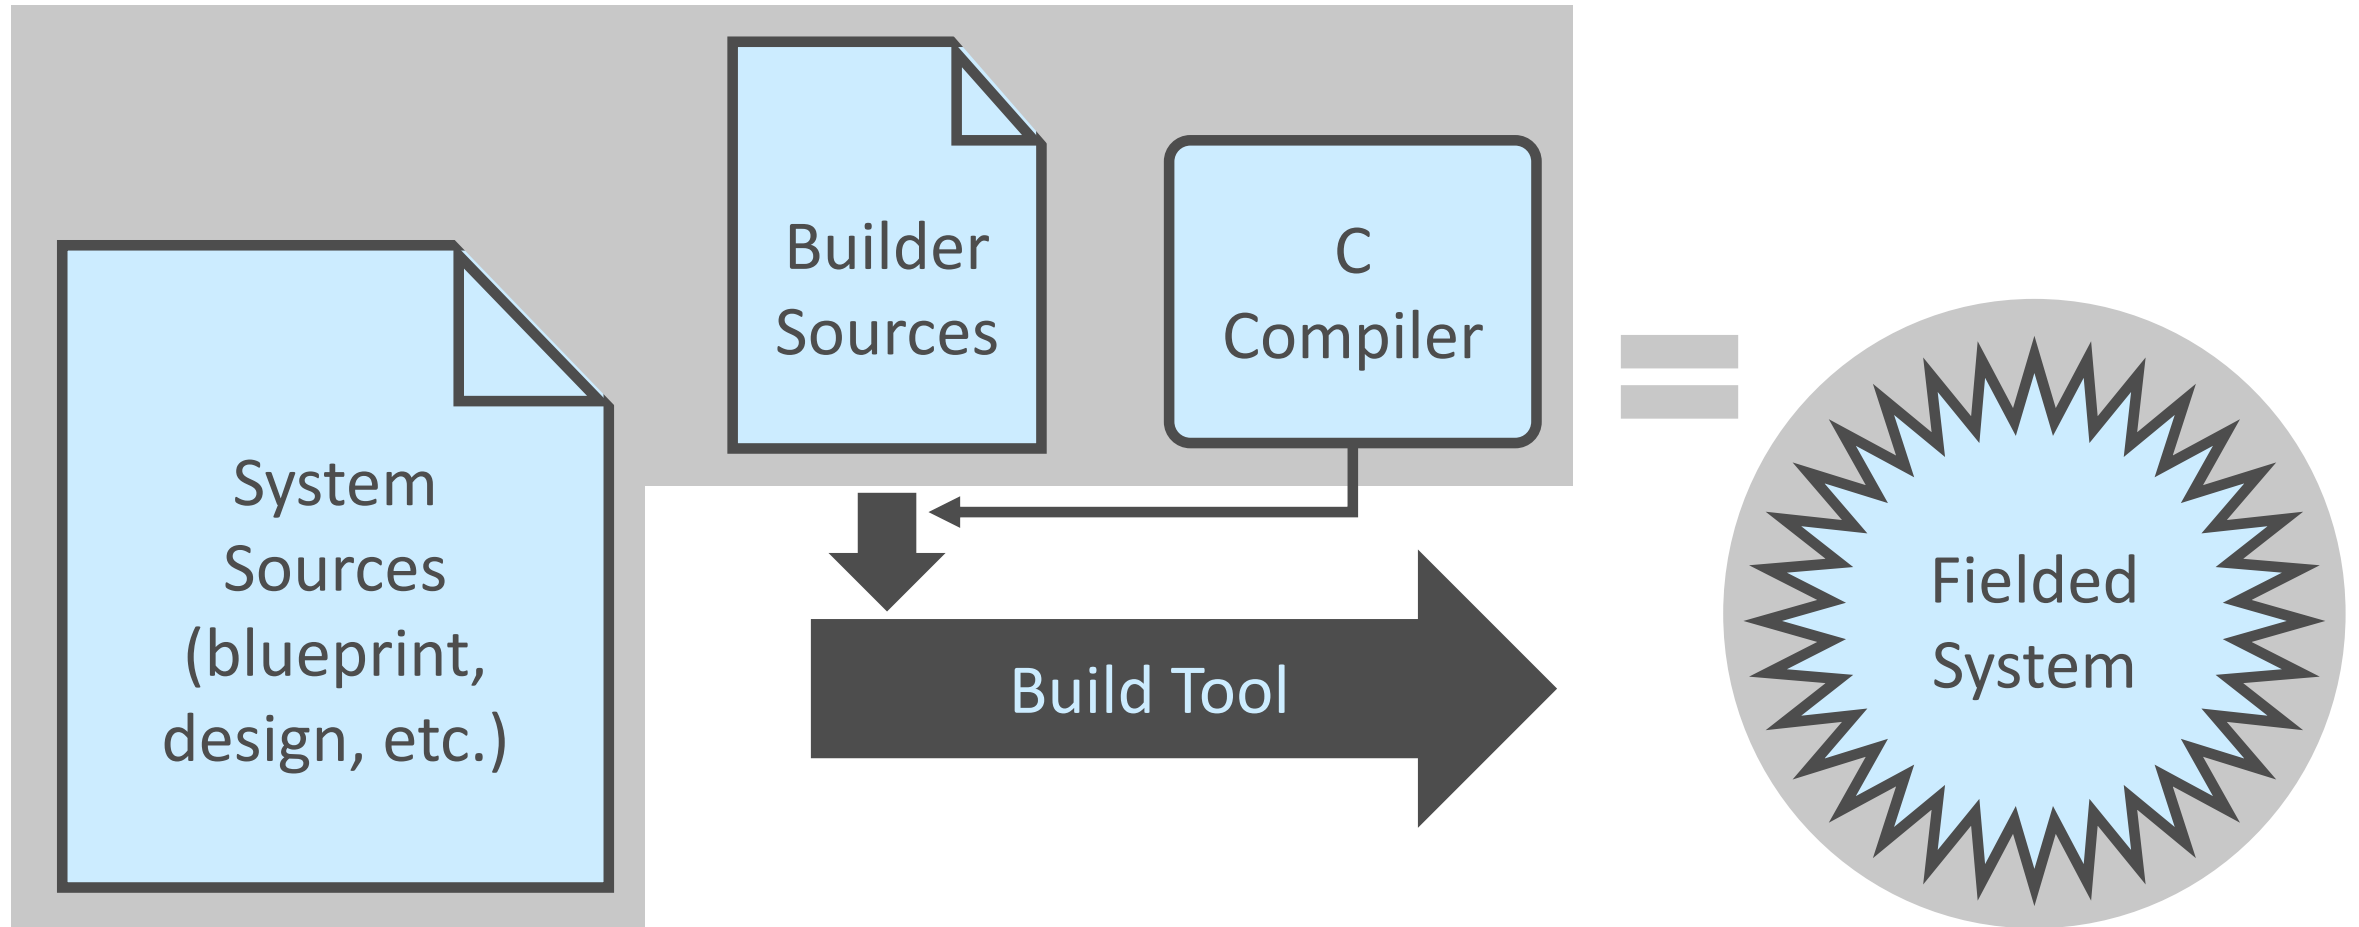 Builder
Sources
C
Compiler
System
Sources
(blueprint,
design, etc.)
Build Tool
Fielded
System